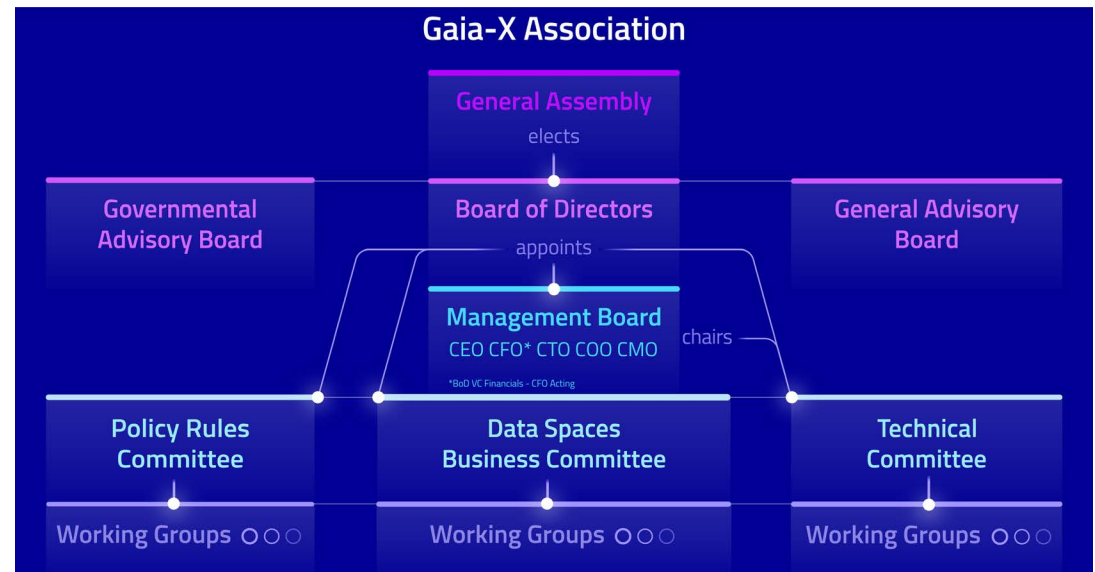 Gaia-X Association
General Assembly
elects
Governmental
Advisory Board
Board of Directors
General Advisory
Board
appoints
Management Board
CEO CFO* CTO COO CMO
*BoD VC Financials - CFO Acting
chairs
Policy Rules
Committee
Data Spaces
Business Committee
Technical
Committee
Working Groups
Working Groups
Working Groups